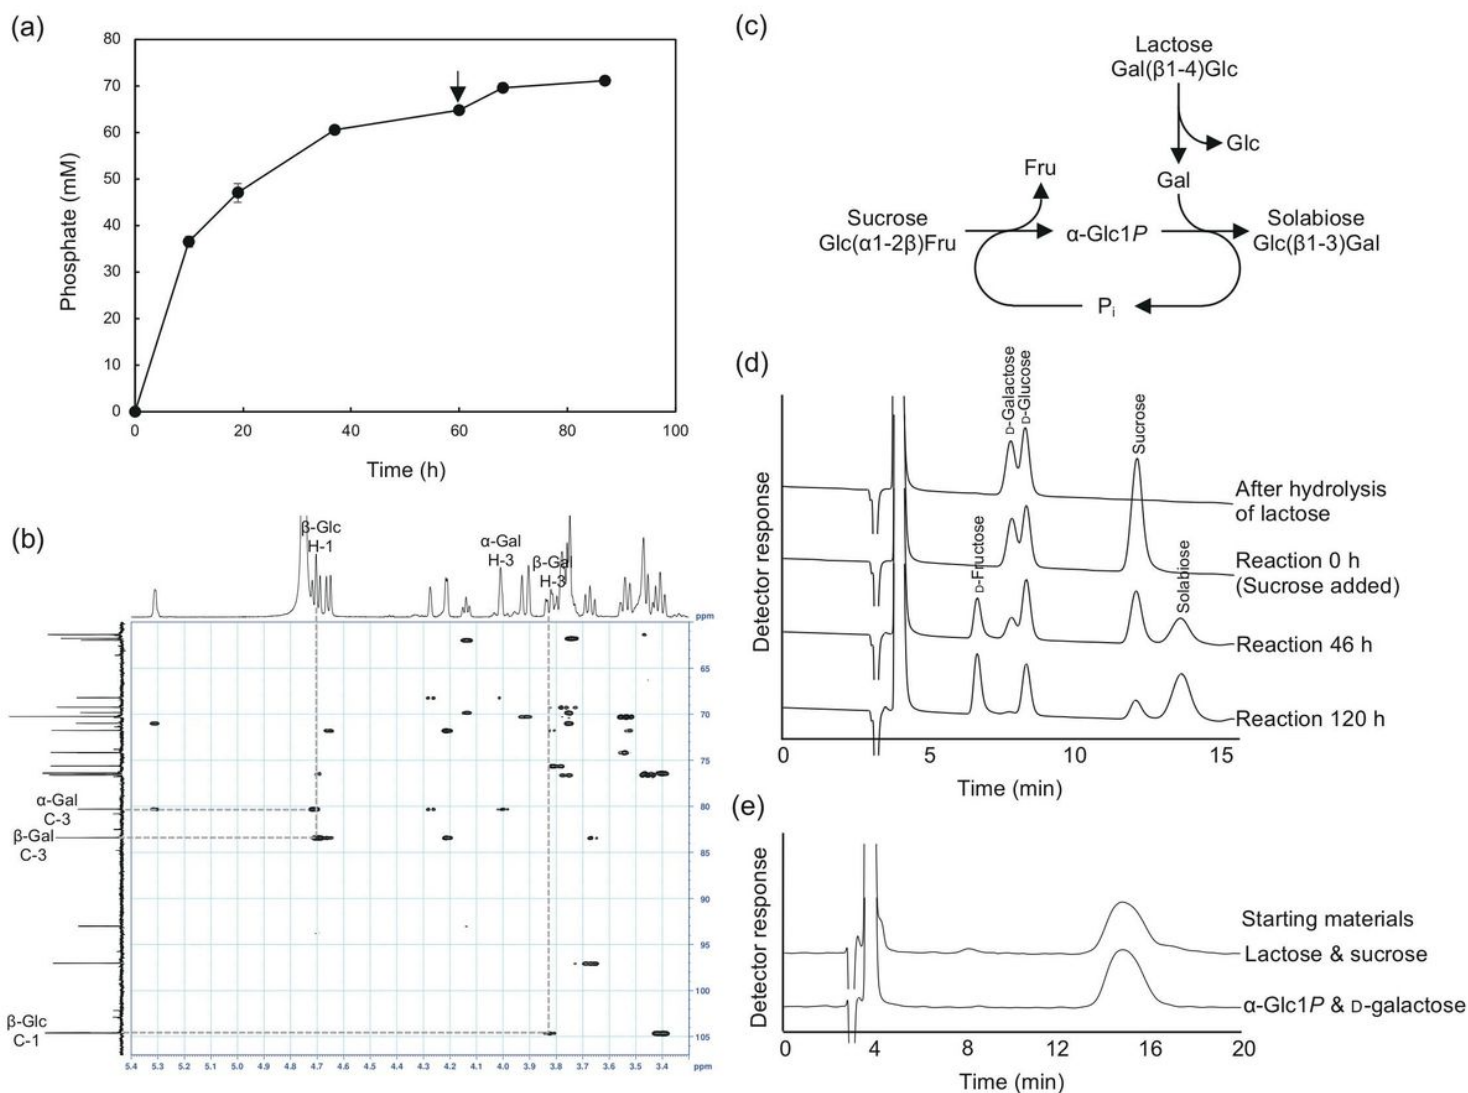 (a)
80
70
60
50
40
30
20
10
0
Phosphate (mM)
0 20 40 60 80 100
Time (h)
(b)
β-Glc
H-1
α-Gal
H-3
β-Gal
H-3
ppm
65
70
75
80
85
90
95
100
105
α-Gal
C-3
β-Gal
C-3
β-Glc
C-1
5.4 5.3 5.2 5.1 5.0 4.9 4.8 4.7 4.6 4.5 4.4 4.3 4.2 4.1 4.0 3.9 3.8 3.7 3.6 3.5 3.4 ppm
(c)
Lactose
Gal(β1-4)Glc
Glc
Fru
Gal
Sucrose
Glc(α1-2β)Fru
α-Glc1P
Solabiose
Glc(β1-3)Gal
Pi
(d)
Detector response
D-Galactose
D-Glucose
Sucrose
D-Fructose
Solabiose
After hydrolysis
of lactose
Reaction 0 h
(Sucrose added)
Reaction 46 h
Reaction 120 h
0 5 10 15
Time (min)
(e)
Detector response
Starting materials
Lactose & sucrose
α-Glc1P & D-galactose
0 4 8 12 16 20
Time (min)